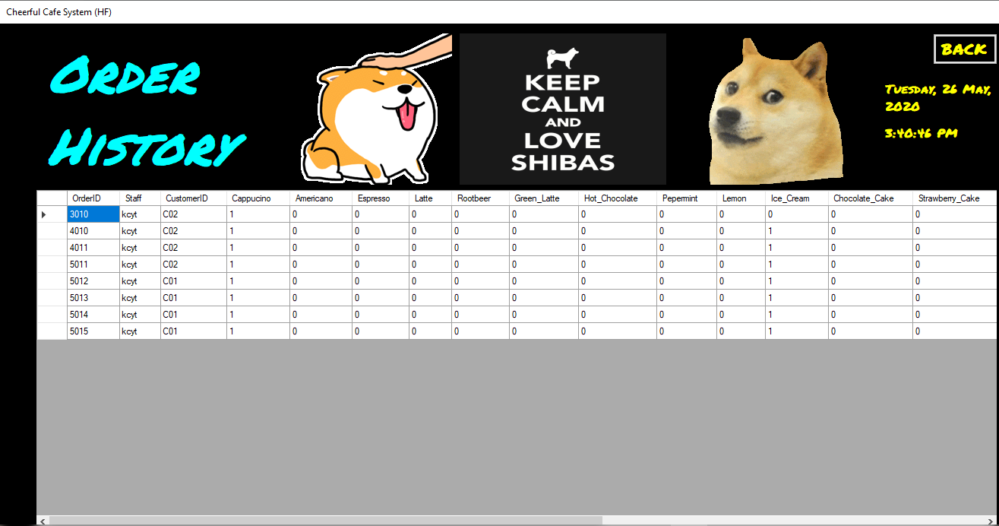 Cheerful Cafe System (HF)
ORDER
HISTORY
KEEP
CALM
AND
LOVE
SHIBAS
BACK
TUESDAY, 26 MAY,
2020
3:40:46 PM
OrderID Staff CustomerID Cappucino Americano Espresso Latte Rootbeer Green_Latte Hot_Chocolate Pepermint Lemon Ice_Cream Chocolate_Cake Strawberry_Cake
3010 kcyt C02 1 0 0 0 0 0 0 0 0 0 0 0
4010 kcyt C02 1 0 0 0 0 0 0 0 0 1 0 0
4011 kcyt C02 1 0 0 0 0 0 0 0 0 1 0 0
5011 kcyt C02 1 0 0 0 0 0 0 0 0 1 0 0
5012 kcyt C01 1 0 0 0 0 0 0 0 0 1 0 0
5013 kcyt C01 1 0 0 0 0 0 0 0 0 1 0 0
5014 kcyt C01 1 0 0 0 0 0 0 0 0 1 0 0
5015 kcyt C01 1 0 0 0 0 0 0 0 0 1 0 0